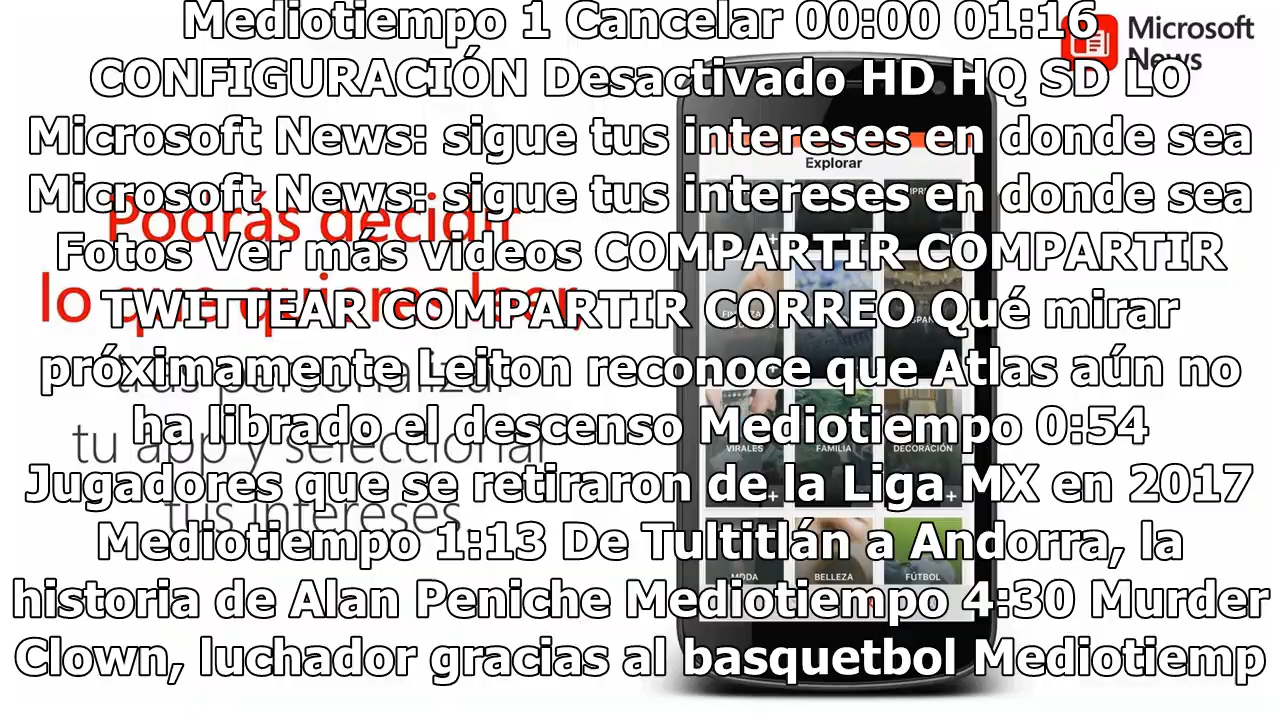 Mediotiempo 1 Cancelar 00:00 01:16
CONFIGURACIÓN Desactivado HD HQ SD LO
Microsoft News: sigue tus intereses en donde sea
Microsoft News: sigue tus intereses en donde sea
Fotos Ver más videos COMPARTIR COMPARTIR
TWITTEAR COMPARTIR CORREO Qué mirar
próximamente Leiton reconoce que Atlas aún no
ha librado el descenso Mediotiempo 0:54
Jugadores que se retiraron de la Liga MX en 2017
Mediotiempo 1:13 De Tultitlán a Andorra, la
historia de Alan Peniche Mediotiempo 4:30 Murder
Clown, luchador gracias al basquetbol Mediotiemp
Microsoft
News
Podrás decidir
lo que quieres leer,
personalizar
tu app y seleccionar
tus intereses.
Explorar
VIRALES
FAMILIA
DECORACIÓN
MODA
BELLEZA
FÚTBOL